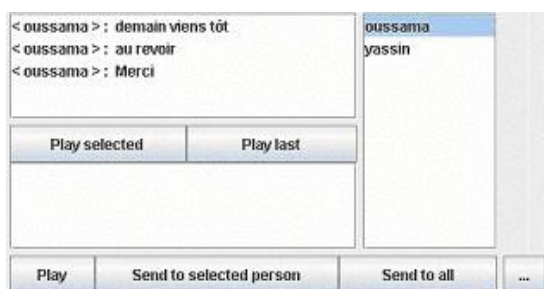 < oussama > : demain viens tôt
< oussama > : au revoir
< oussama > : Merci
oussama
yassin
Play selected
Play last
Play
Send to selected person
Send to all
...